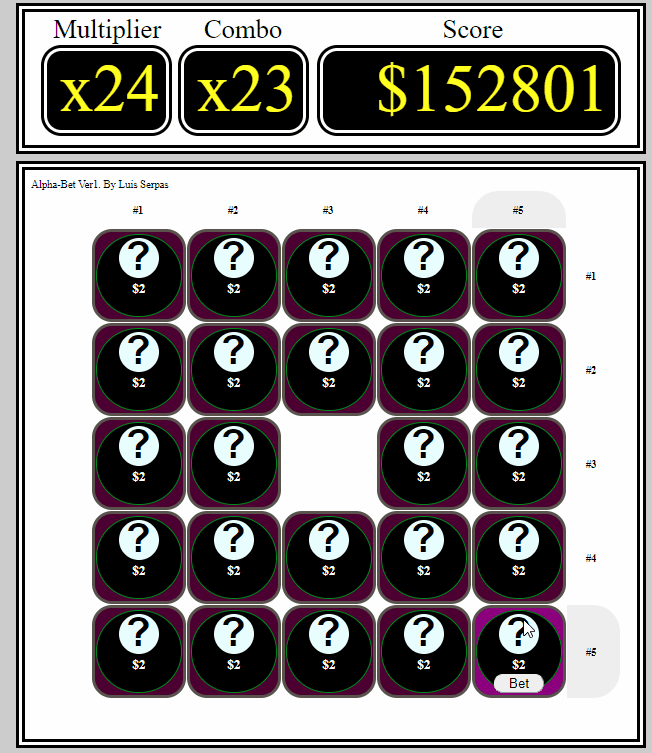 Multiplier Combo Score
x24 x23 $152801
Alpha-Bet Ver1. By Luis Serpas
#1 #2 #3 #4 #5
? ? ? ? ? #1
$2 $2 $2 $2 $2
? ? ? ? ? #2
$2 $2 $2 $2 $2
? ? ? ? #3
$2 $2 $2 $2
? ? ? ? ? #4
$2 $2 $2 $2 $2
? ? ? ? ? #5
$2 $2 $2 $2 $2
Bet